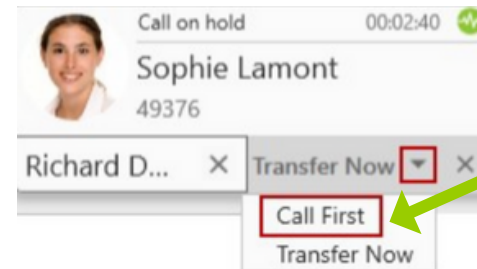 Call on hold 00:02:40
Sophie Lamont
49376
Richard D... × Transfer Now ×
Call First
Transfer Now